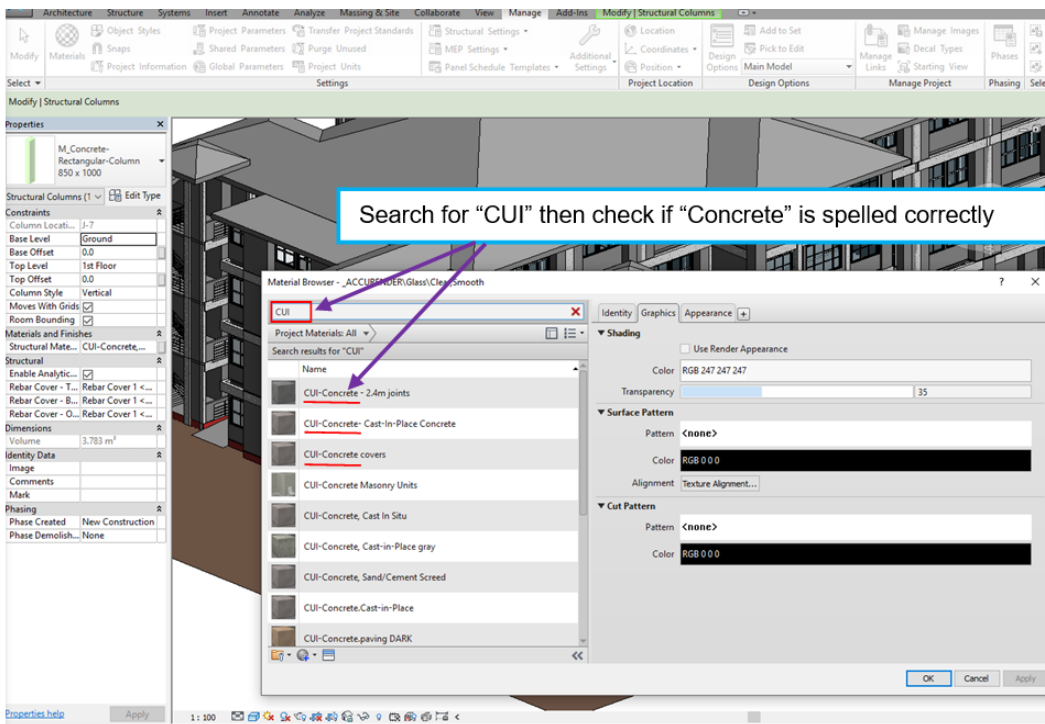 Architecture Structure Systems Insert Annotate Analyze Massing & Site Collaborate View Manage Add-Ins Modify | Structural Columns
Modify
Materials
Object Styles
Snaps
Project Information
Project Parameters
Shared Parameters
Global Parameters
Transfer Project Standards
Purge Unused
Project Units
Structural Settings
MEP Settings
Panel Schedule Templates
Additional Settings
Location
Coordinates
Position
Design Options
Add to Set
Pick to Edit
Main Model
Manage Links
Manage Images
Decal Types
Starting View
Phases
Select Settings Project Location Design Options Manage Project Phasing Sele
Modify | Structural Columns
Properties
M_Concrete-
Rectangular-Column
850 x 1000
Structural Columns (1 Edit Type
Constraints
Column Locati... J-7
Base Level Ground
Base Offset 0.0
Top Level 1st Floor
Top Offset 0.0
Column Style Vertical
Moves With Grids
Room Bounding
Materials and Finishes
Structural Mate... CUI-Concrete,...
Structural
Enable Analytic...
Rebar Cover - T... Rebar Cover 1 <...
Rebar Cover - B... Rebar Cover 1 <...
Rebar Cover - O... Rebar Cover 1 <...
Dimensions
Volume 3.783 m³
Identity Data
Image
Comments
Mark
Phasing
Phase Created New Construction
Phase Demolish... None
Properties help Apply
Search for “CUI” then check if “Concrete” is spelled correctly
Material Browser - _ACCURENDER\Glass\Clear,Smooth ? X
CUI
Project Materials: All
Search results for "CUI"
Name
CUI-Concrete - 2.4m joints
CUI-Concrete- Cast-In-Place Concrete
CUI-Concrete covers
CUI-Concrete Masonry Units
CUI-Concrete, Cast In Situ
CUI-Concrete, Cast-in-Place gray
CUI-Concrete, Sand/Cement Screed
CUI-Concrete.Cast-in-Place
CUI-Concrete.paving DARK
Identity Graphics Appearance
Shading
Use Render Appearance
Color RGB 247 247 247
Transparency 35
Surface Pattern
Pattern <none>
Color RGB 0 0 0
Alignment Texture Alignment...
Cut Pattern
Pattern <none>
Color RGB 0 0 0
OK Cancel Apply
1 : 100